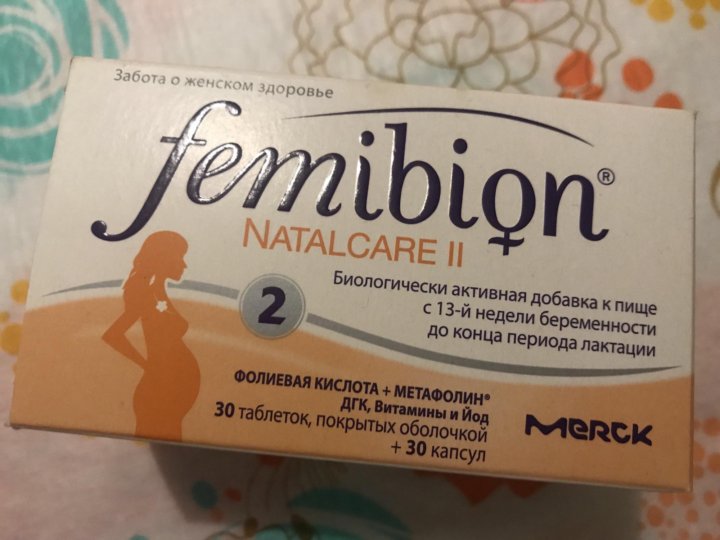 Забота о женском здоровье
femibion®
NATALCARE II
2
Биологически активная добавка к пище
с 13-й недели беременности
до конца периода лактации
ФОЛИЕВАЯ КИСЛОТА + МЕТАФОЛИН®
ДГК, Витамины и Йод
30 таблеток, покрытых оболочкой
+ 30 капсул
MERCK